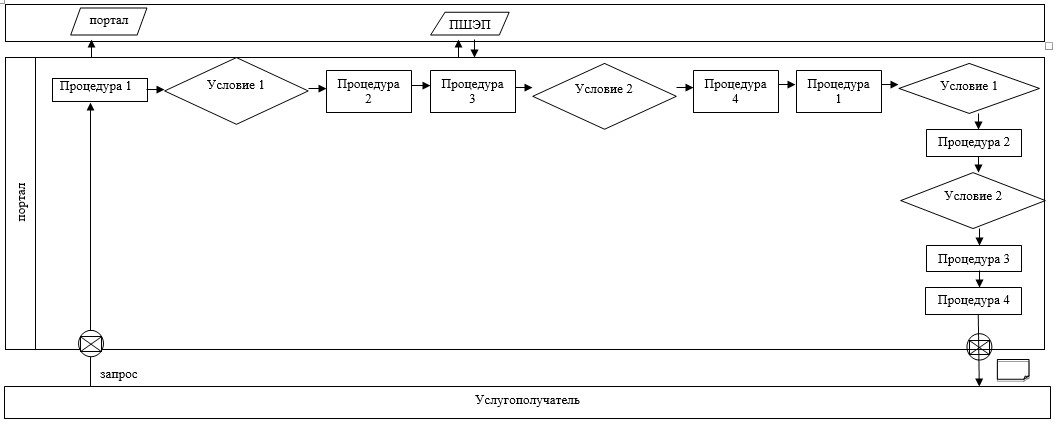 портал
ПШЭП
портал
Процедура 1
Условие 1
Процедура
2
Процедура
3
Условие 2
Процедура
4
Процедура
1
Условие 1
Процедура 2
Условие 2
Процедура 3
Процедура 4
запрос
Услугополучатель